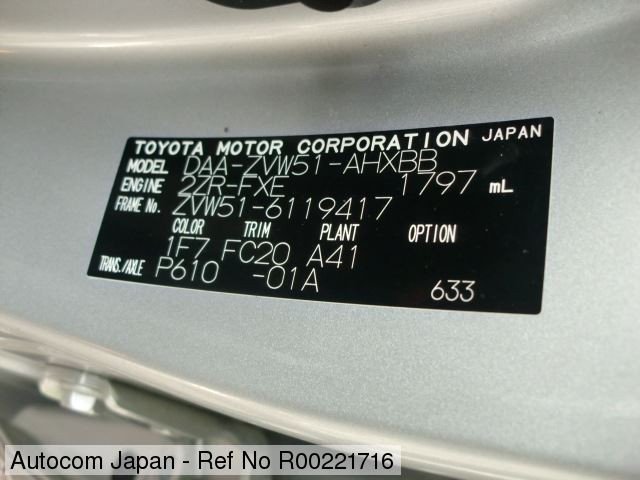 TOYOTA MOTOR CORPORATION JAPAN
MODEL DAA-ZVW51-AHXBB
ENGINE 2ZR-FXE 1797 mL
FRAME No. ZVW51-6119417
COLOR TRIM PLANT OPTION
1F7 FC20 A41
TRANS./AXLE P610 -01A
633
Autocom Japan - Ref No R00221716